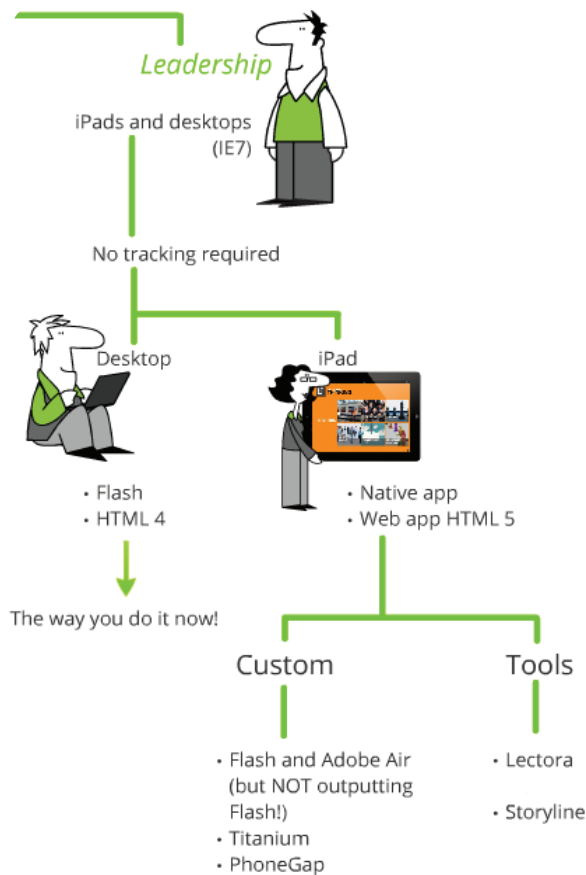 Leadership
iPads and desktops
(IE7)
No tracking required
Desktop
iPad
• Flash
• HTML 4
• Native app
• Web app HTML 5
The way you do it now!
Custom
Tools
• Flash and Adobe Air
(but NOT outputting
Flash!)
• Titanium
• PhoneGap
• Lectora
• Storyline